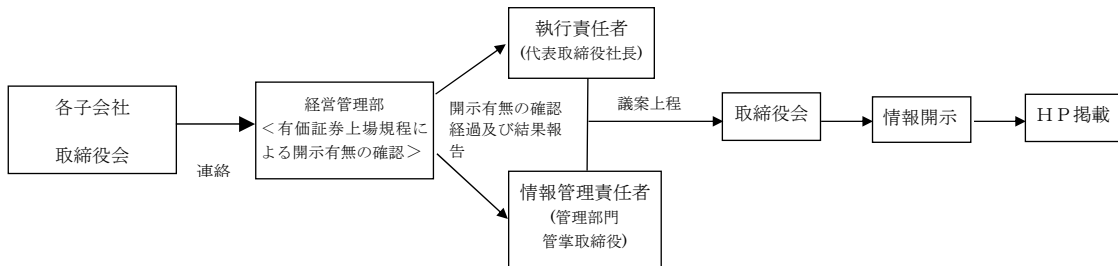 各子会社
取締役会
連絡
経営管理部
＜有価証券上場規程に
よる開示有無の確認＞
執行責任者
(代表取締役社長)
開示有無の確認
経過及び結果報
告
情報管理責任者
(管理部門
管掌取締役)
議案上程
取締役会
情報開示
ＨＰ掲載